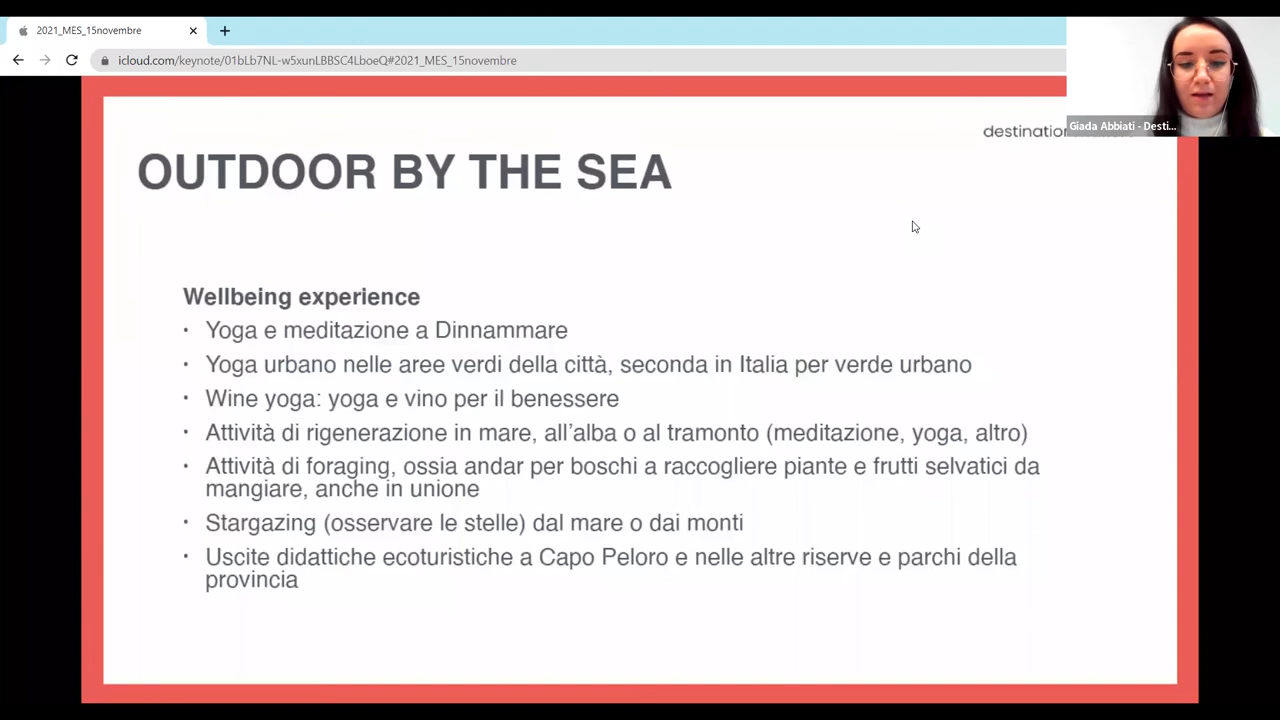 2021_MES_15novembre
icloud.com/keynote/01bLb7NL-w5xunLBBSC4LboeQ#2021_MES_15novembre
Giada Abbiati - Desti...
destination
OUTDOOR BY THE SEA
Wellbeing experience
• Yoga e meditazione a Dinnammare
• Yoga urbano nelle aree verdi della città, seconda in Italia per verde urbano
• Wine yoga: yoga e vino per il benessere
• Attività di rigenerazione in mare, all’alba o al tramonto (meditazione, yoga, altro)
• Attività di foraging, ossia andar per boschi a raccogliere piante e frutti selvatici da
mangiare, anche in unione
• Stargazing (osservare le stelle) dal mare o dai monti
• Uscite didattiche ecoturistiche a Capo Peloro e nelle altre riserve e parchi della
provincia